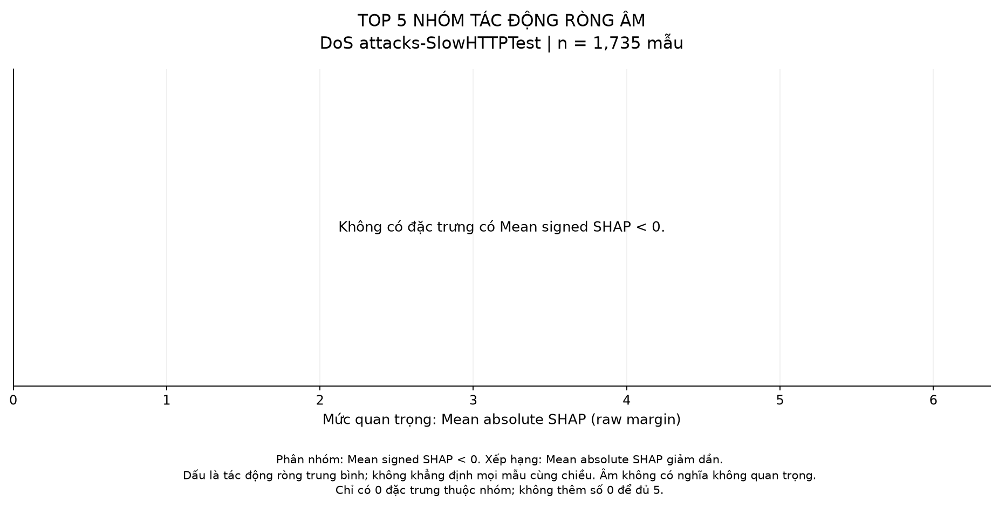 TOP 5 NHÓM TÁC ĐỘNG RÒNG ÂM
DoS attacks-SlowHTTPTest | n = 1,735 mẫu
Không có đặc trưng có Mean signed SHAP < 0.
0 1 2 3 4 5 6
Mức quan trọng: Mean absolute SHAP (raw margin)
Phân nhóm: Mean signed SHAP < 0. Xếp hạng: Mean absolute SHAP giảm dần.
Dấu là tác động ròng trung bình; không khẳng định mọi mẫu cùng chiều. Âm không có nghĩa không quan trọng.
Chỉ có 0 đặc trưng thuộc nhóm; không thêm số 0 để đủ 5.